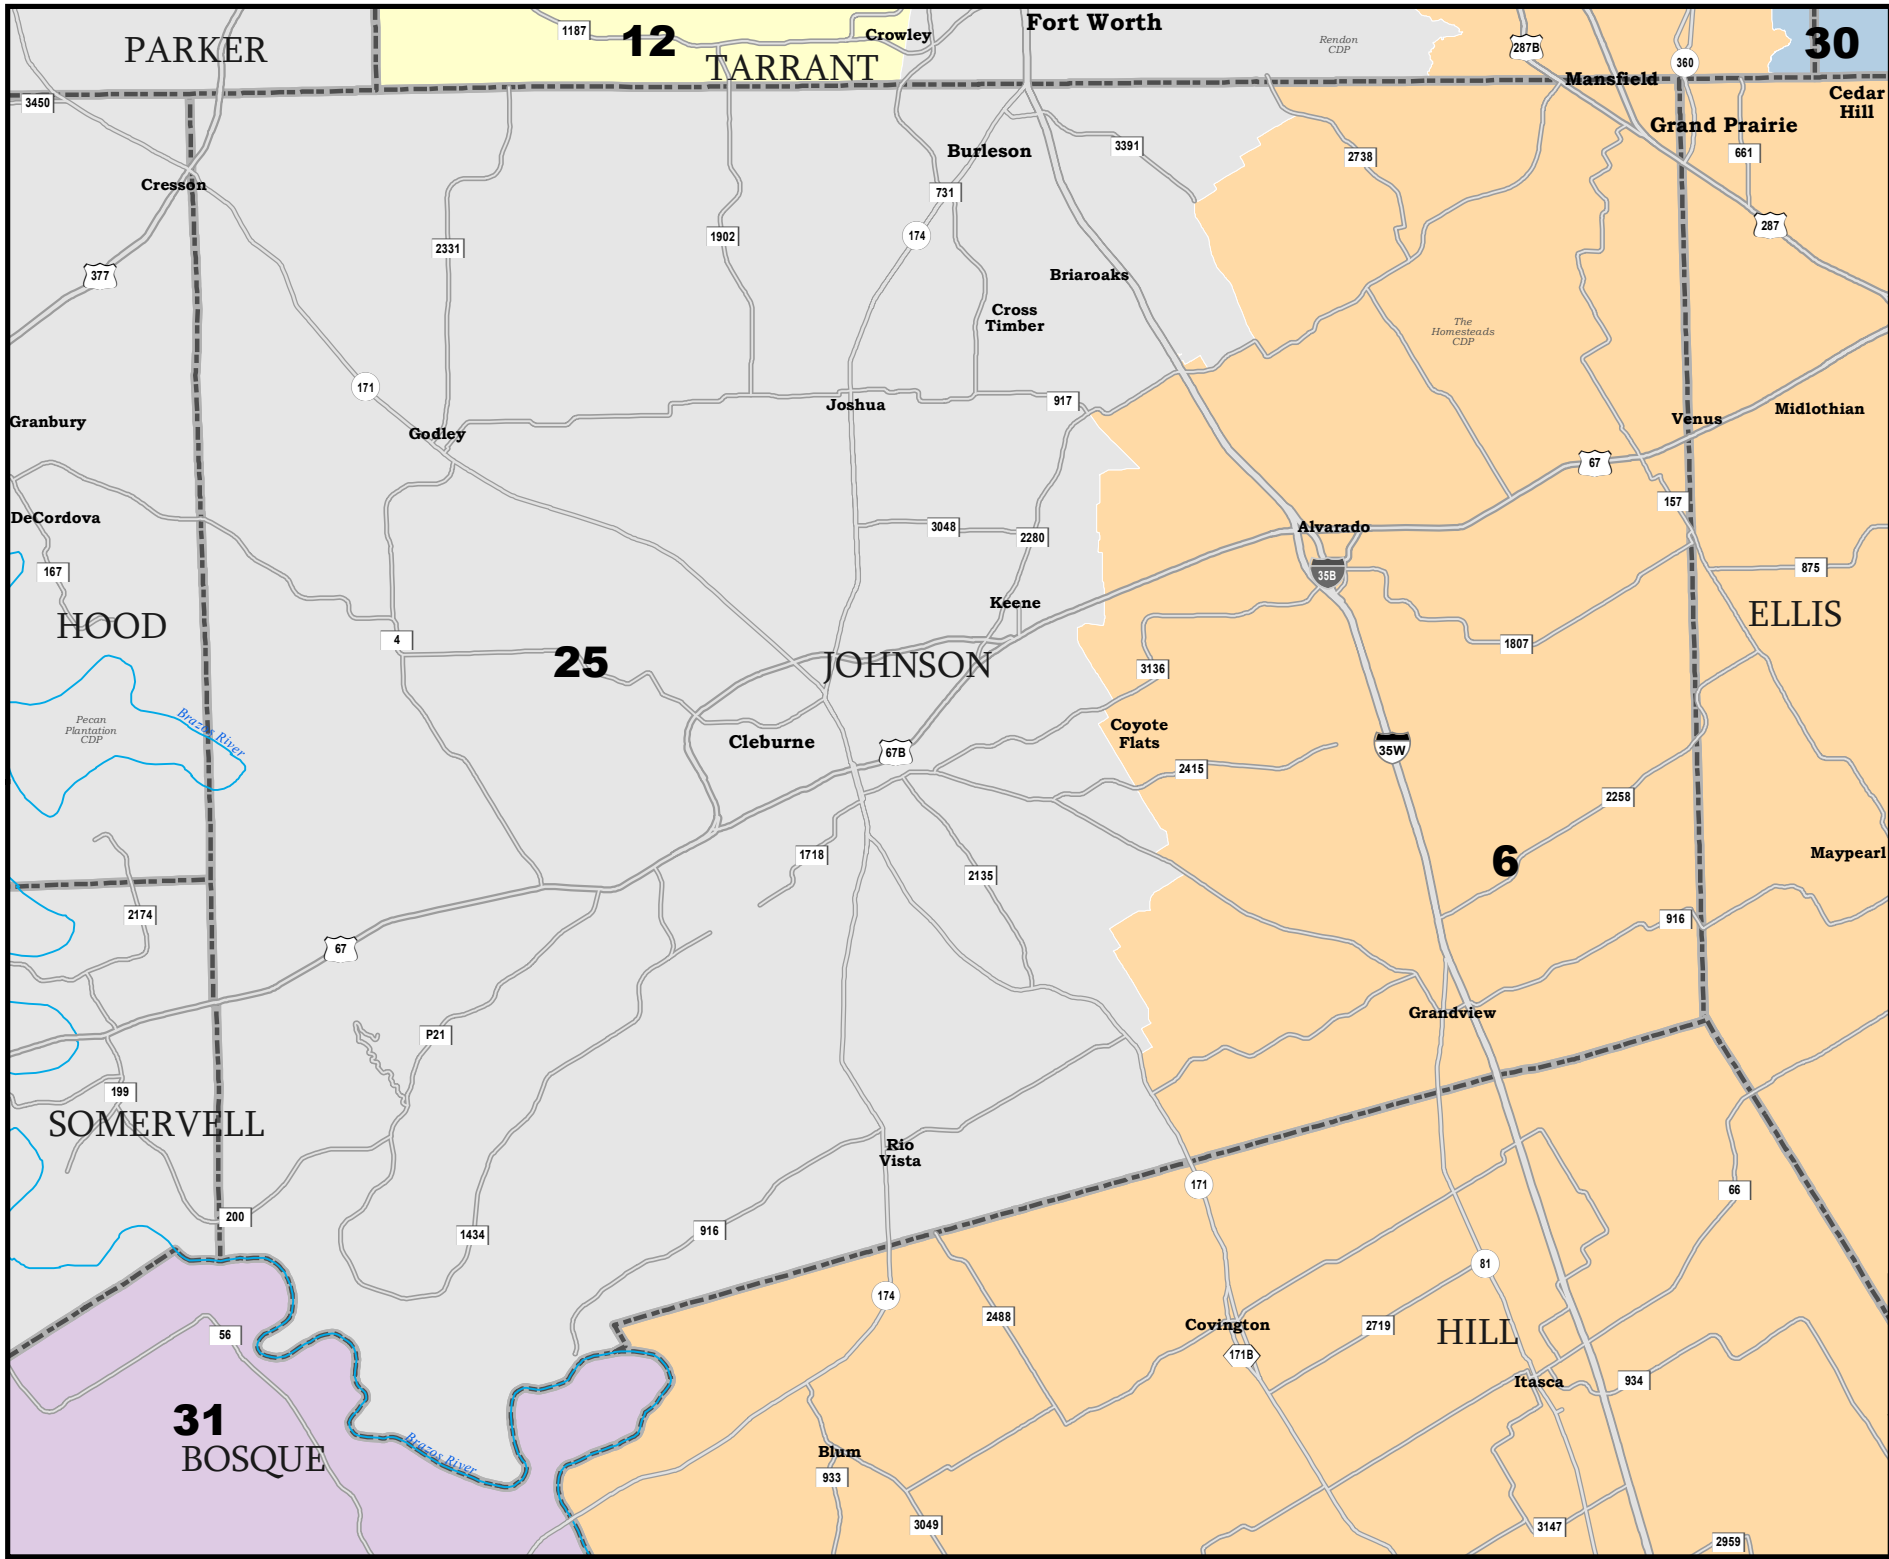 PARKER
1187
12
Crowley
TARRANT
Fort Worth
Rendon
CDP
287B
360
30
Mansfield
Cedar
Hill
3450
Grand Prairie
Burleson
3391
2738
661
Cresson
731
1902
174
2331
287
377
Briaroaks
Cross
Timber
The
Homesteads
CDP
171
Granbury
Godley
Joshua
917
Venus
Midlothian
67
157
DeCordova
3048
2280
Alvarado
167
35B
875
HOOD
Keene
4
25
JOHNSON
ELLIS
1807
3136
Pecan
Plantation
CDP
Brazos River
Cleburne
67B
Coyote
Flats
35W
2415
2258
1718
2135
6
Maypearl
2174
67
916
Grandview
P21
199
SOMERVELL
Rio
Vista
171
66
200
1434
916
81
174
2488
Covington
2719
HILL
56
171B
Itasca
934
31
BOSQUE
Brazos River
Blum
933
3049
3147
2959